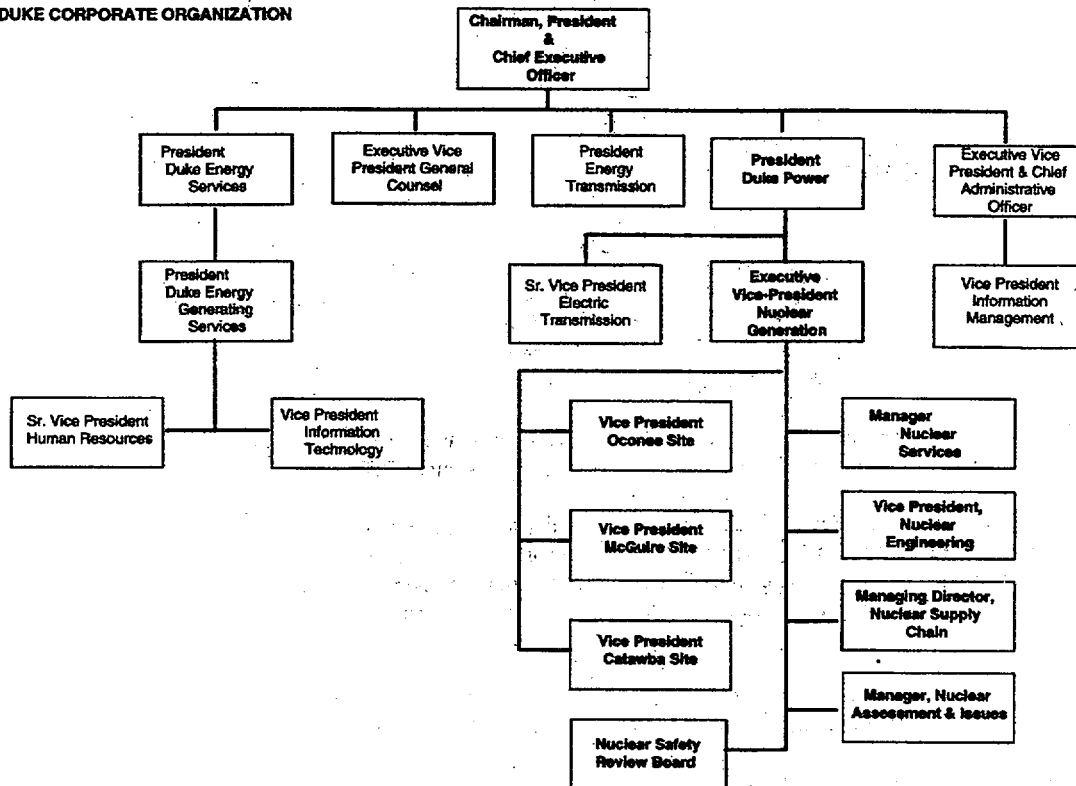 DUKE CORPORATE ORGANIZATION
Chairman, President
&
Chief Executive
Officer
President
Duke Energy
Services
Executive Vice
President General
Counsel
President
Energy
Transmission
President
Duke Power
Executive Vice
President & Chief
Administrative
Officer
President
Duke Energy
Generating
Services
Sr. Vice President
Electric
Transmission
Executive
Vice-President
Nuclear
Generation
Vice President
Information
Management
Sr. Vice President
Human Resources
Vice President
Information
Technology
Vice President
Oconee Site
Manager
Nuclear
Services
Vice President
McGuire Site
Vice President,
Nuclear
Engineering
Vice President
Catawba Site
Managing Director,
Nuclear Supply
Chain
Manager, Nuclear
Assessment & Issues
Nuclear Safety
Review Board